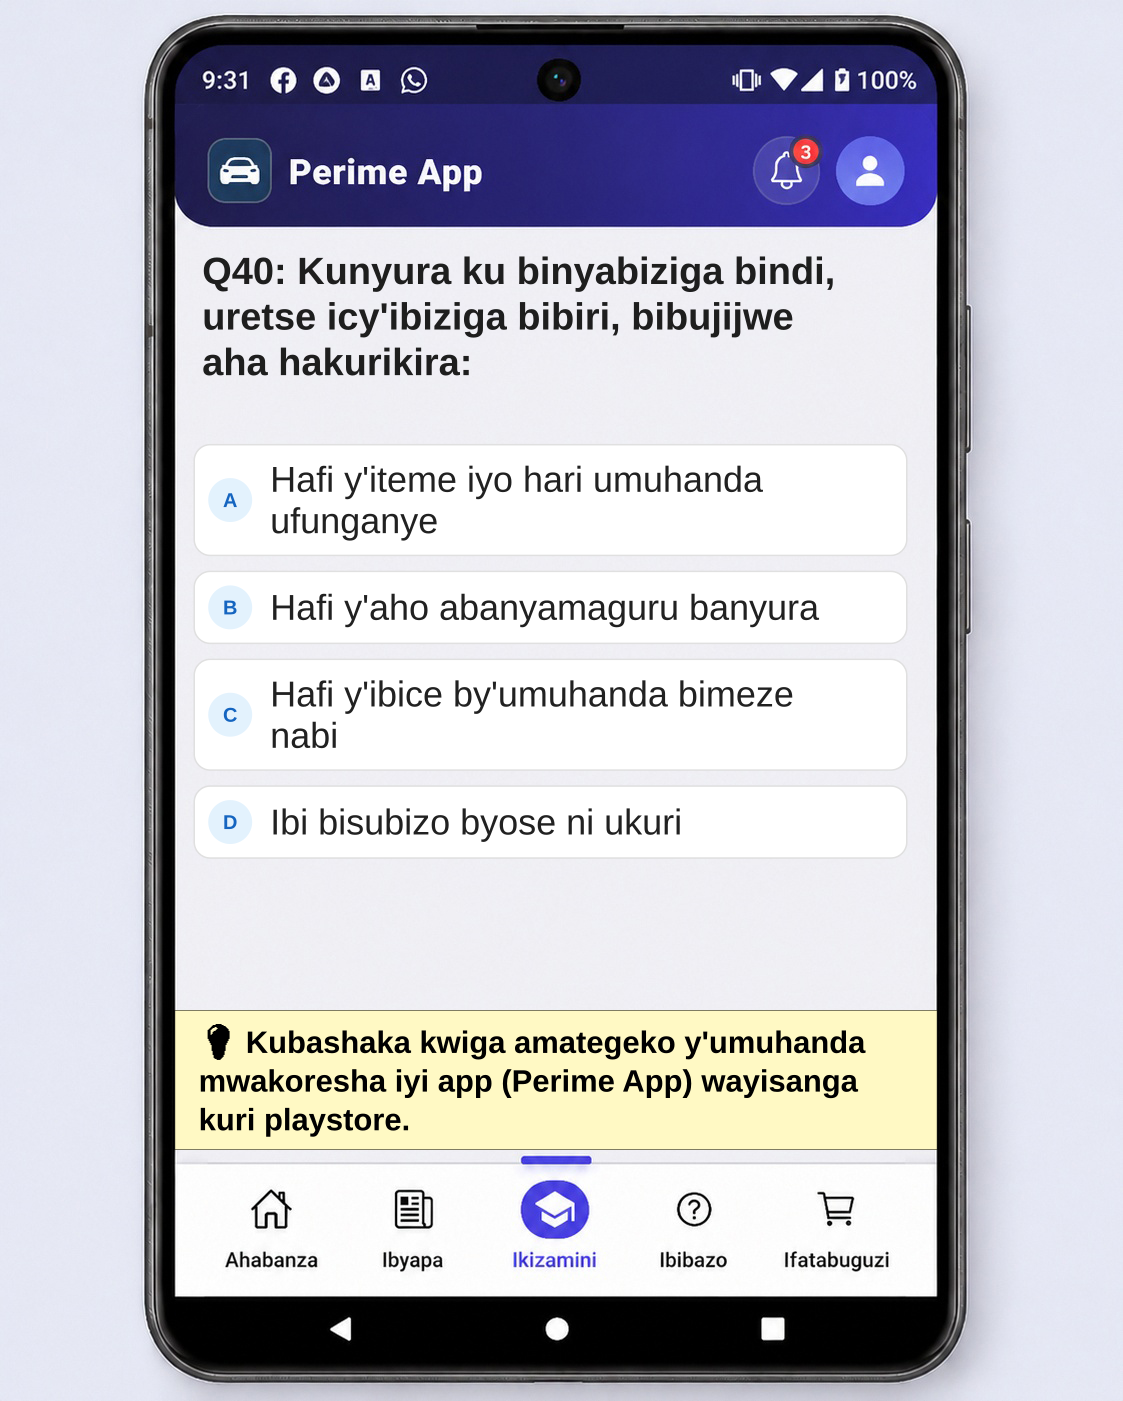 9:31
100%
Perime App
3
Q40: Kunyura ku binyabiziga bindi,
uretse icy'ibiziga bibiri, bibujijwe
aha hakurikira:
A
Hafi y'iteme iyo hari umuhanda
ufunganye
B
Hafi y'aho abanyamaguru banyura
C
Hafi y'ibice by'umuhanda bimeze
nabi
D
Ibi bisubizo byose ni ukuri
Kubashaka kwiga amategeko y'umuhanda
mwakoresha iyi app (Perime App) wayisanga
kuri playstore.
Ahabanza
Ibyapa
Ikizamini
Ibibazo
Ifatabuguzi